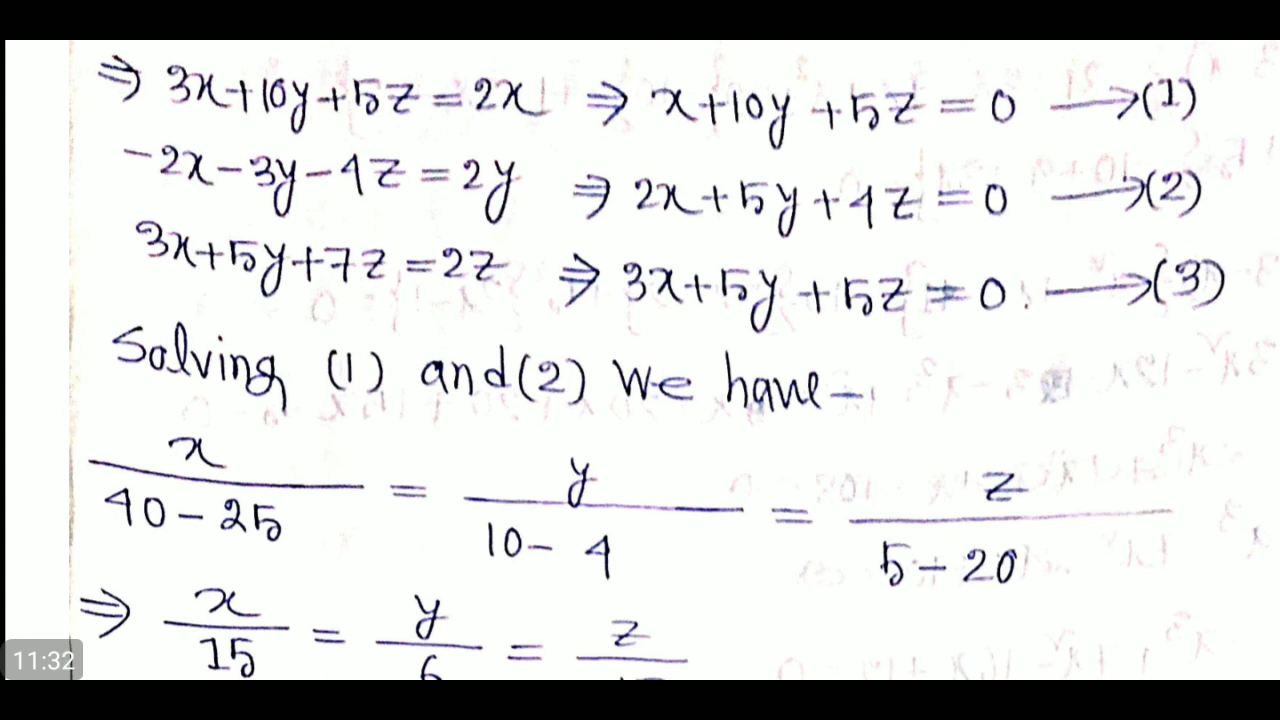 ⇒ 3x+10y+5z=2x ⇒ x+10y+5z=0 ⟶(1)
-2x-3y-4z=2y ⇒ 2x+5y+4z=0 ⟶(2)
3x+5y+7z=2z ⇒ 3x+5y+5z=0. ⟶(3)
Solving (1) and (2) We have-
x/(40-25) = y/(10-4) = z/(5-20)
⇒ x/15 = y/6 = z/
11:32